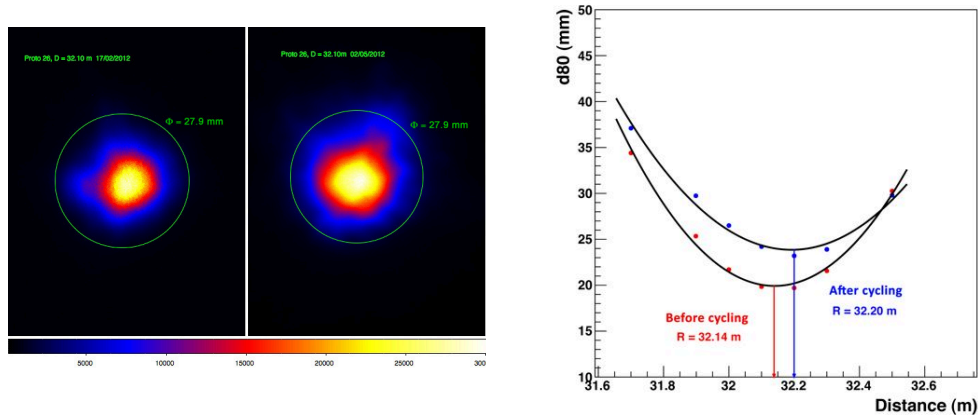 Proto 26, D = 32.10 m 17/02/2012
Φ = 27.9 mm
Proto 26, D = 32.10m 02/05/2012
Φ = 27.9 mm
5000 10000 15000 20000 25000 300
d80 (mm)
50
45
40
35
30
25
20
15
10
Before cycling
R = 32.14 m
After cycling
R = 32.20 m
31.6 31.8 32 32.2 32.4 32.6
Distance (m)